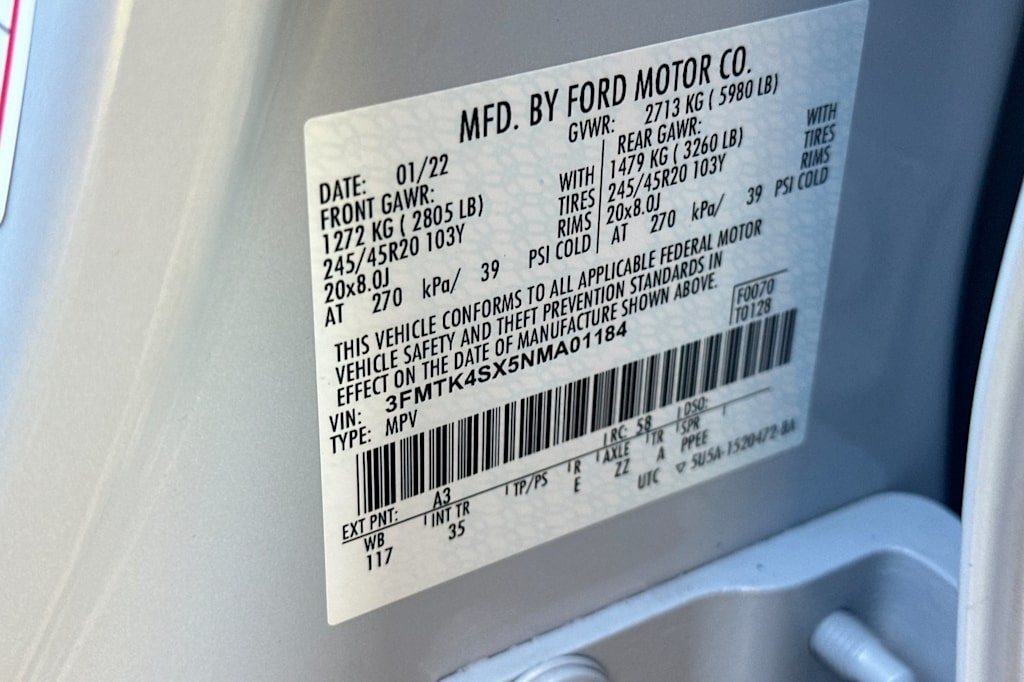 MFD. BY FORD MOTOR CO.
DATE: 01/22 GVWR: 2713 KG ( 5980 LB)
FRONT GAWR: WITH REAR GAWR: WITH
1272 KG ( 2805 LB) TIRES 1479 KG ( 3260 LB) TIRES
245/45R20 103Y RIMS 245/45R20 103Y RIMS
20x8.0J 20x8.0J
AT 270 kPa/ 39 PSI COLD AT 270 kPa/ 39 PSI COLD
THIS VEHICLE CONFORMS TO ALL APPLICABLE FEDERAL MOTOR
VEHICLE SAFETY AND THEFT PREVENTION STANDARDS IN
EFFECT ON THE DATE OF MANUFACTURE SHOWN ABOVE.
F0070
T0128
VIN: 3FMTK4SX5NMA01184
TYPE: MPV
EXT PNT: A3 RC: 58 DSO:
WB INT TR TP/PS R AXLE TR SPR
117 35 E ZZ A PPEE
UTC ▽ 5U5A-1520472-BA